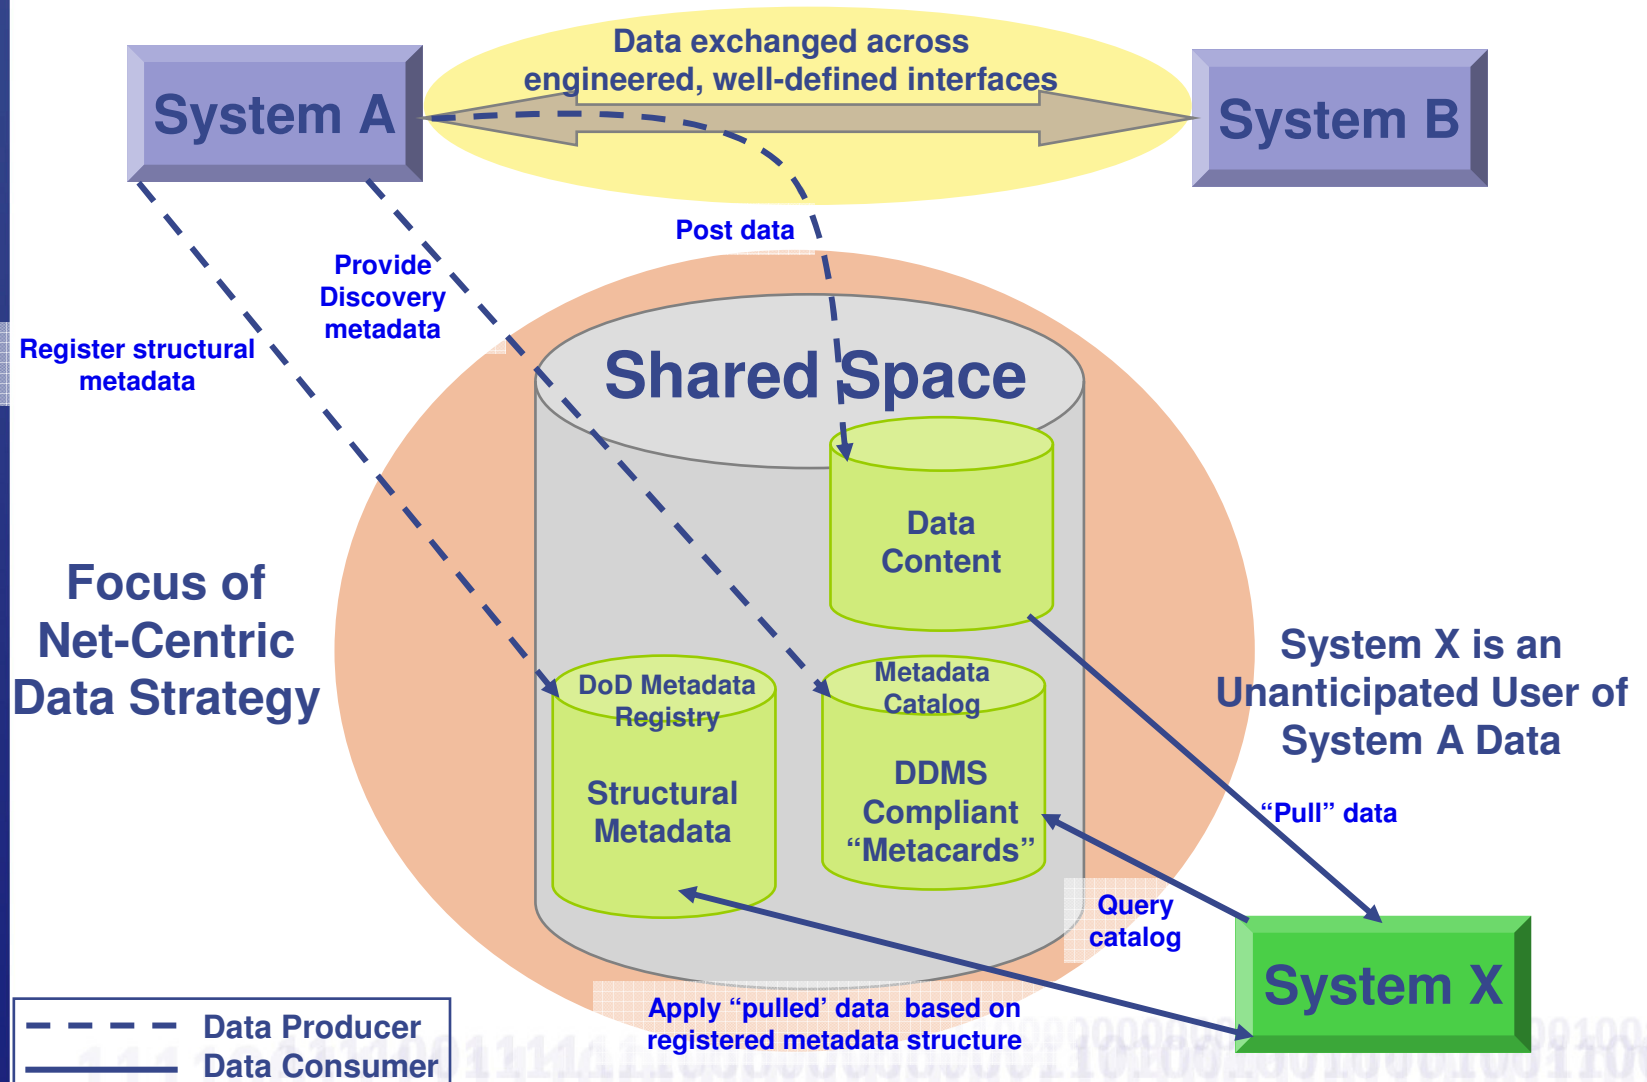 Data exchanged across
engineered, well-defined interfaces
System A
System B
Post data
Provide
Discovery
metadata
Register structural
metadata
Shared Space
Data
Content
Focus of
Net-Centric
Data Strategy
DoD Metadata
Registry
Structural
Metadata
Metadata
Catalog
DDMS
Compliant
“Metacards”
System X is an
Unanticipated User of
System A Data
“Pull” data
Query
catalog
System X
Apply “pulled’ data based on
registered metadata structure
Data Producer
Data Consumer